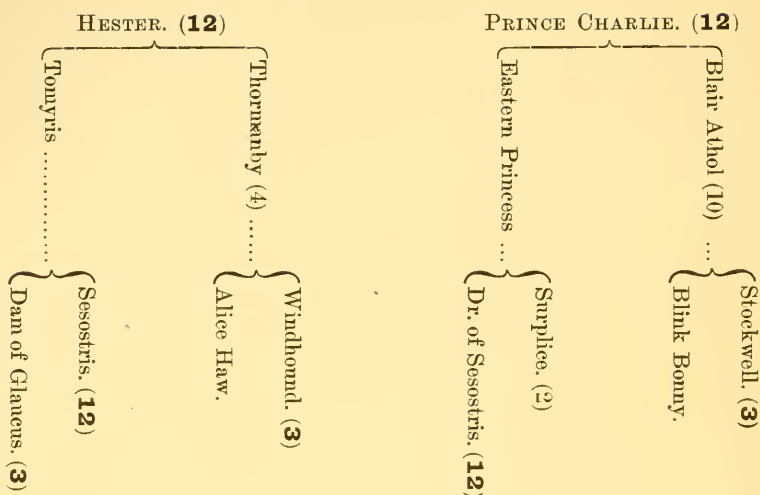 HESTER. (12)
PRINCE CHARLIE. (12)
Tomyris ................
Thormanby (4) ......
Eastern Princess ...
Blair Athol (10) ...
Dam of Glaucus. (3)
Sesostris. (12)
Alice Haw.
Windhound. (3)
Dr. of Sesostris. (12)
Surplice. (2)
Blink Bonny.
Stockwell. (3)